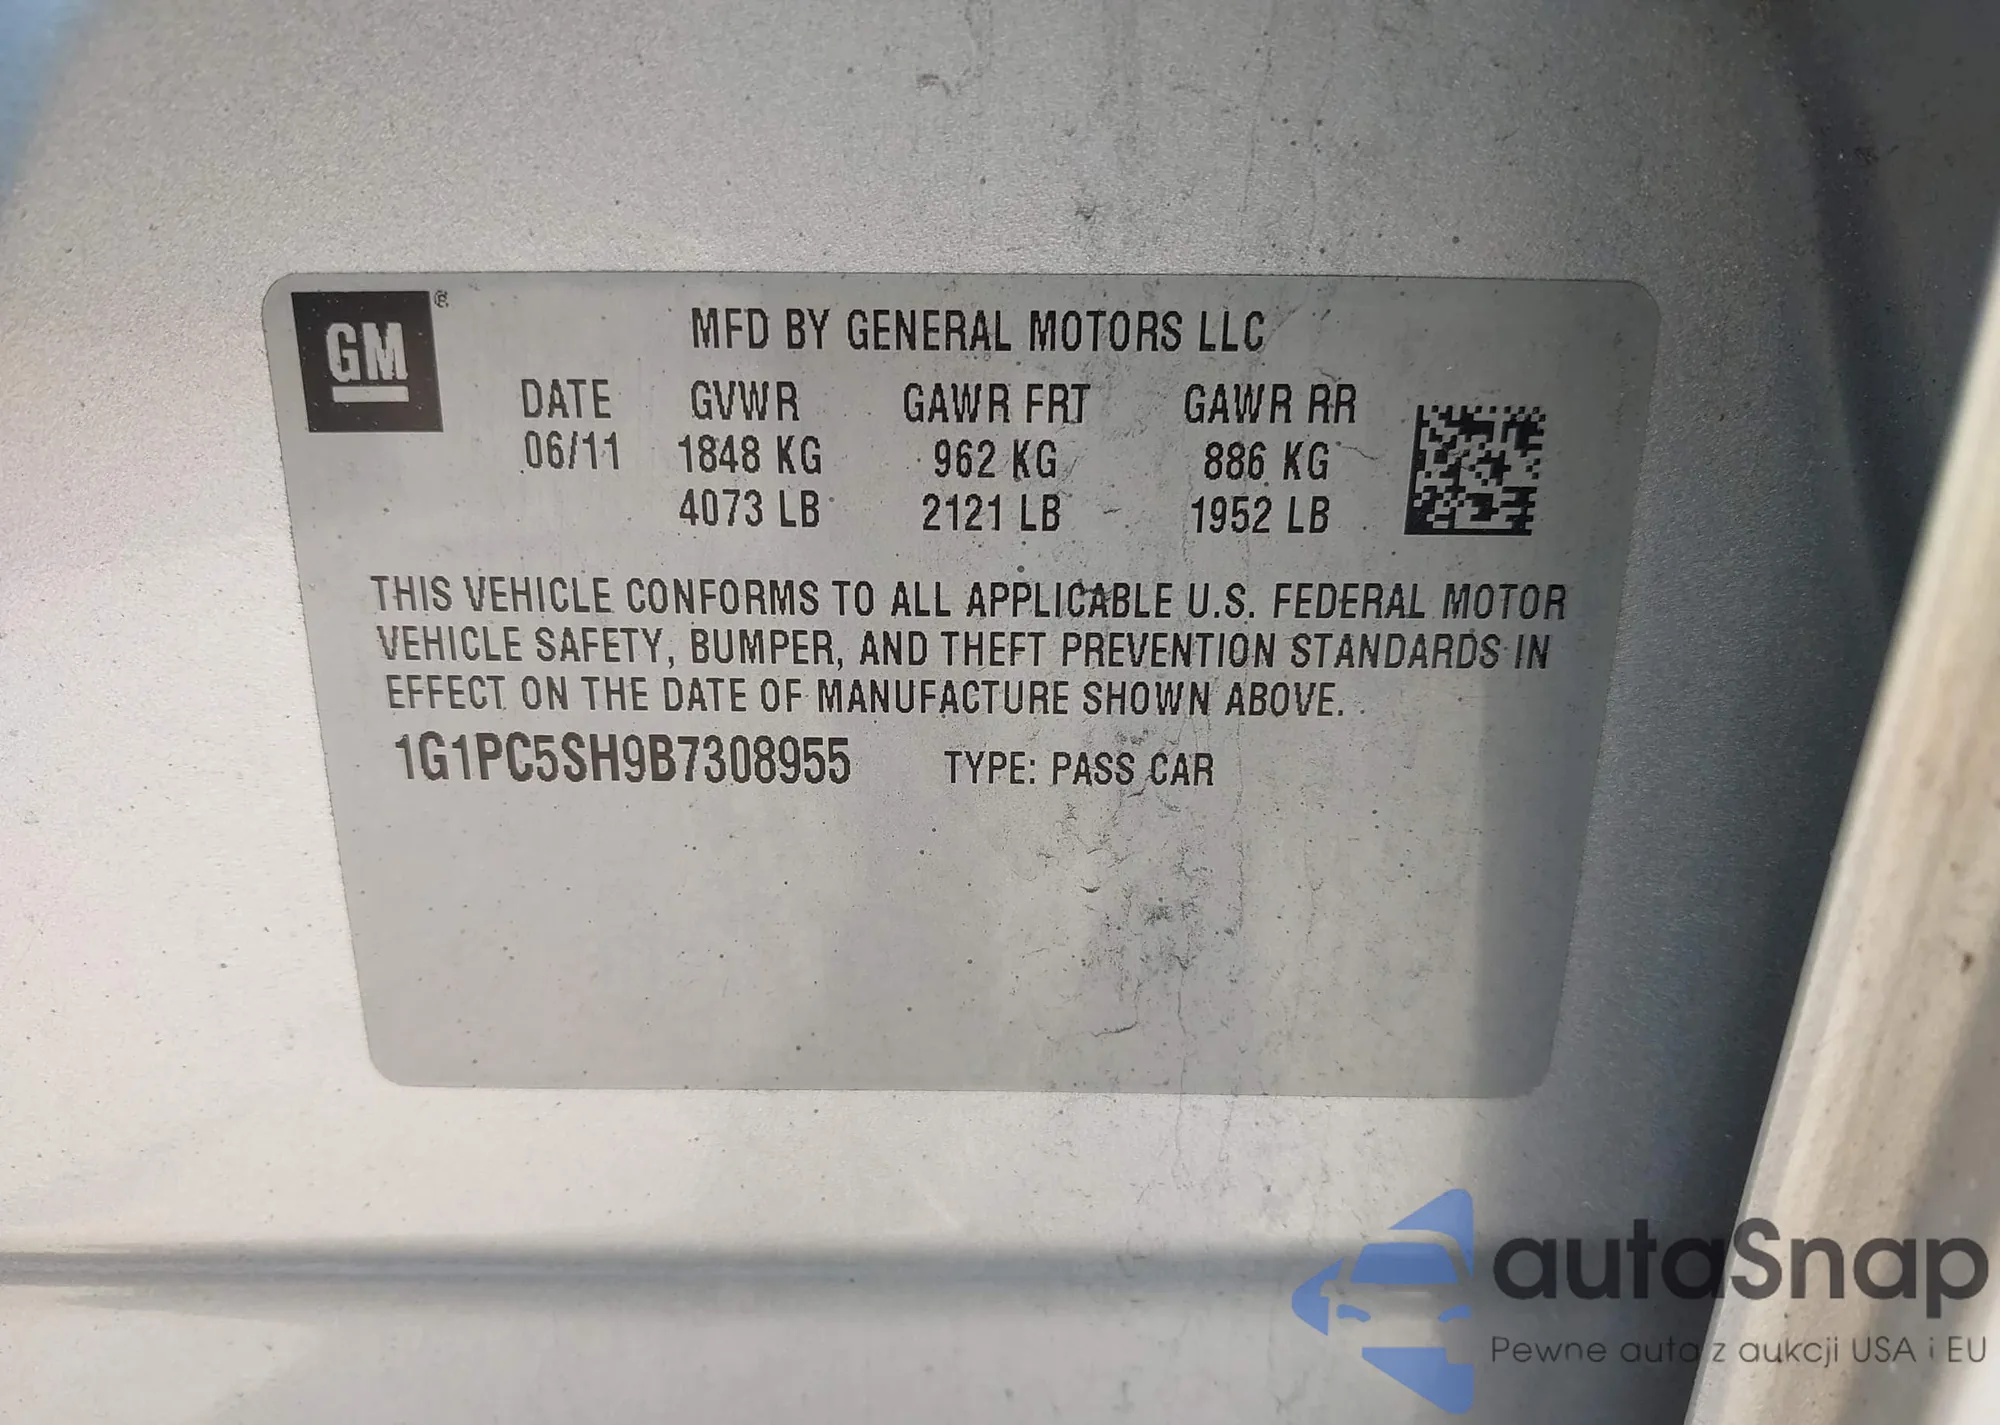 GM ®
MFD BY GENERAL MOTORS LLC
DATE GVWR GAWR FRT GAWR RR
06/11 1848 KG 962 KG 886 KG
4073 LB 2121 LB 1952 LB
THIS VEHICLE CONFORMS TO ALL APPLICABLE U.S. FEDERAL MOTOR
VEHICLE SAFETY, BUMPER, AND THEFT PREVENTION STANDARDS IN
EFFECT ON THE DATE OF MANUFACTURE SHOWN ABOVE.
1G1PC5SH9B7308955 TYPE: PASS CAR
autaSnap
Pewne auta z aukcji USA i EU